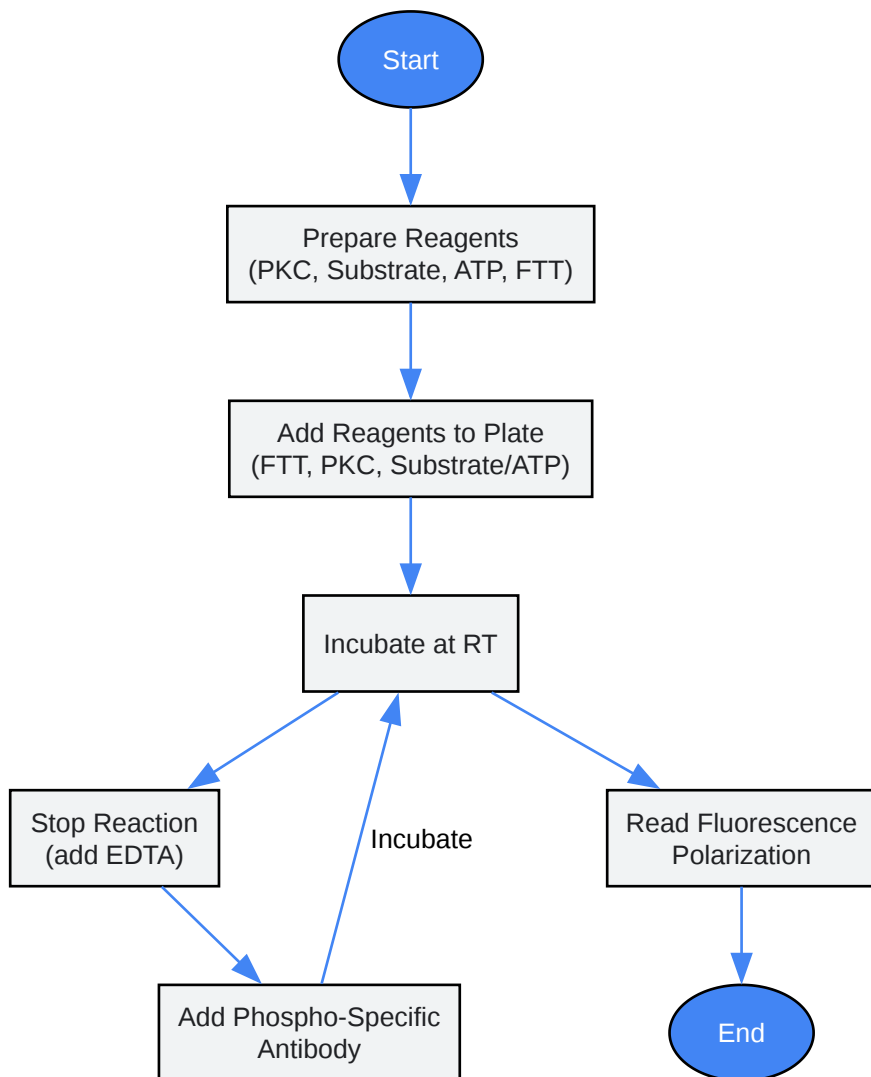 Start
Prepare Reagents
(PKC, Substrate, ATP, FTT)
Add Reagents to Plate
(FTT, PKC, Substrate/ATP)
Incubate at RT
Stop Reaction
(add EDTA)
Incubate
Read Fluorescence
Polarization
Add Phospho-Specific
Antibody
End